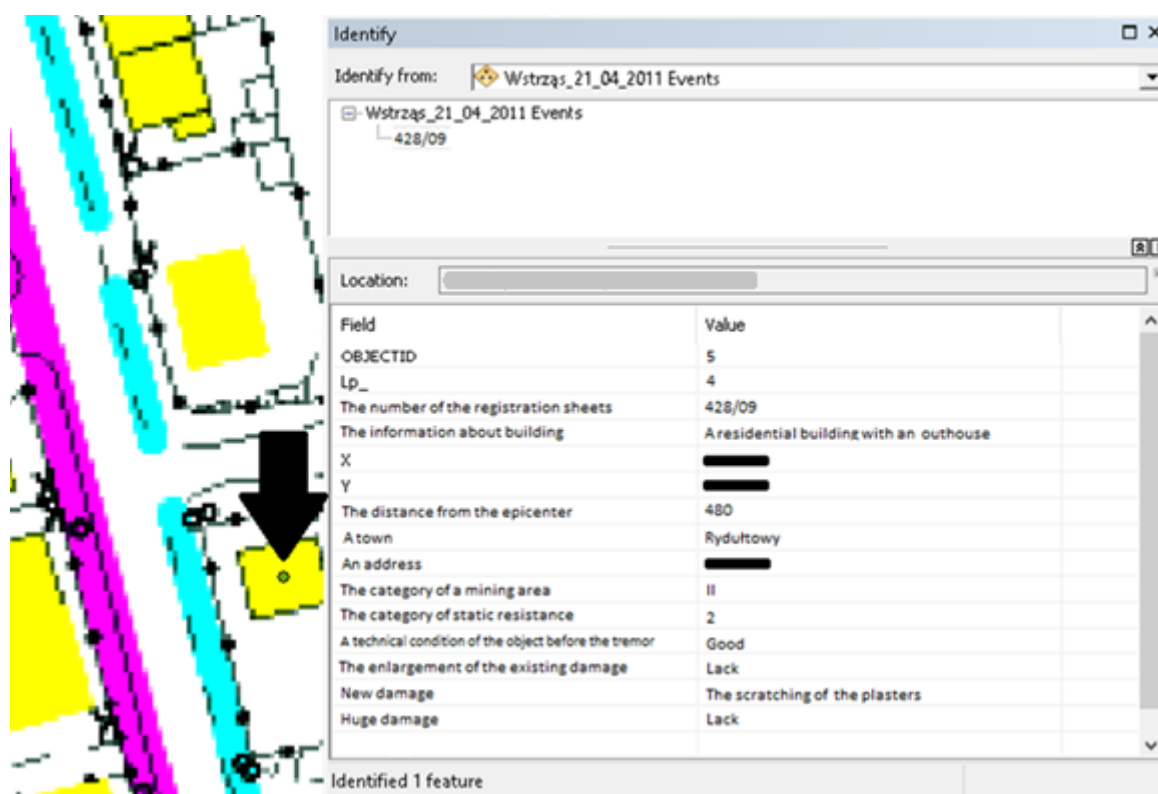 Identify
Identify from: Wstrząs_21_04_2011 Events
Wstrząs_21_04_2011 Events
428/09
Location:
Field Value
OBJECTID 5
Lp_ 4
The number of the registration sheets 428/09
The information about building A residential building with an outhouse
X
Y
The distance from the epicenter 480
A town Rydułtowy
An address
The category of a mining area II
The category of static resistance 2
A technical condition of the object before the tremor Good
The enlargement of the existing damage Lack
New damage The scratching of the plasters
Huge damage Lack
Identified 1 feature